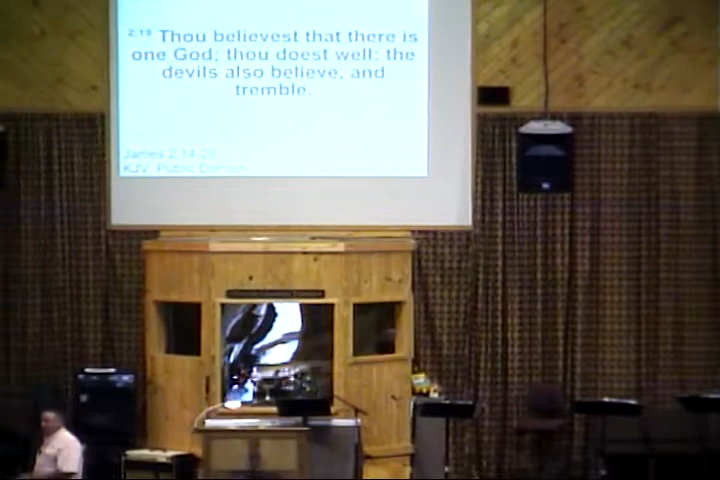 2:19 Thou believest that there is
one God; thou doest well: the
devils also believe, and
tremble.
James 2:14-26
KJV, Public Domain